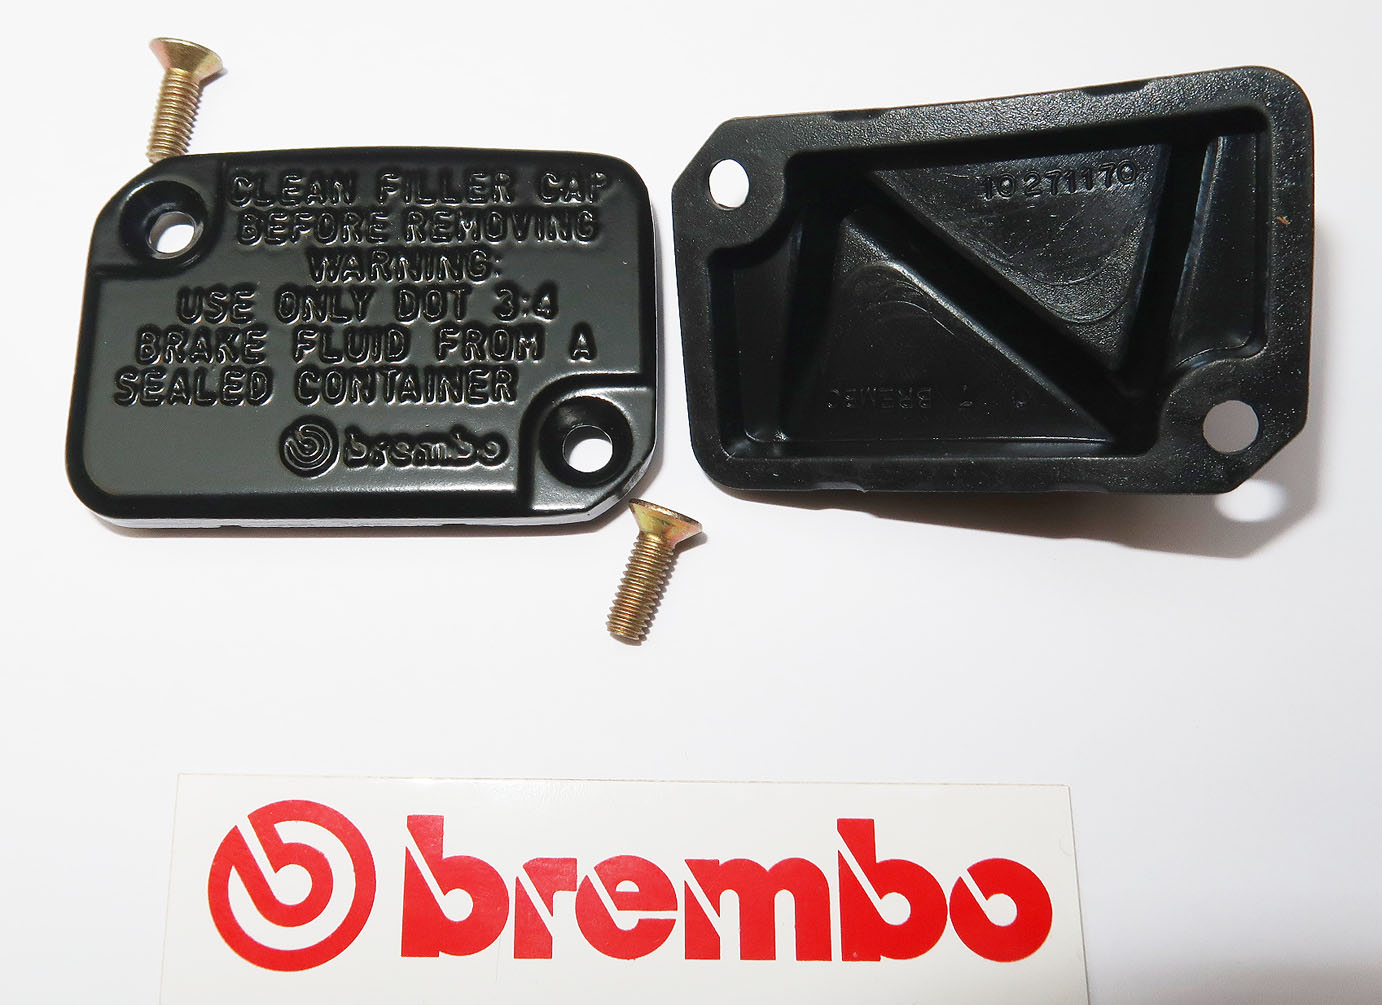 CLEAN FILLER CAP
BEFORE REMOVING
WARNING:
USE ONLY DOT 3:4
BRAKE FLUID FROM A
SEALED CONTAINER
brembo
10271170
BREMBO
brembo